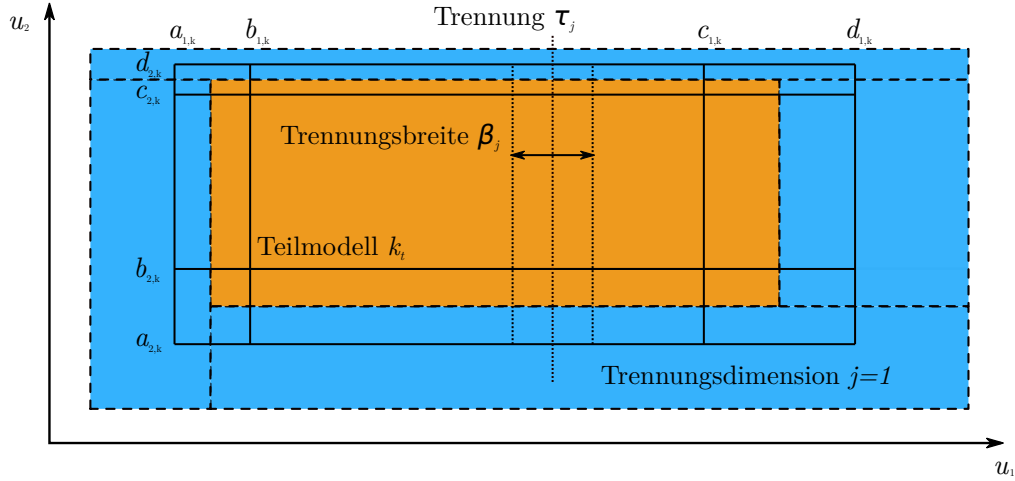 Trennung τⱼ
u₂
a₁,ₖ b₁,ₖ c₁,ₖ d₁,ₖ
d₂,ₖ
c₂,ₖ
Trennungsbreite βⱼ
Teilmodell kₜ
b₂,ₖ
a₂,ₖ
Trennungsdimension j=1
u₁